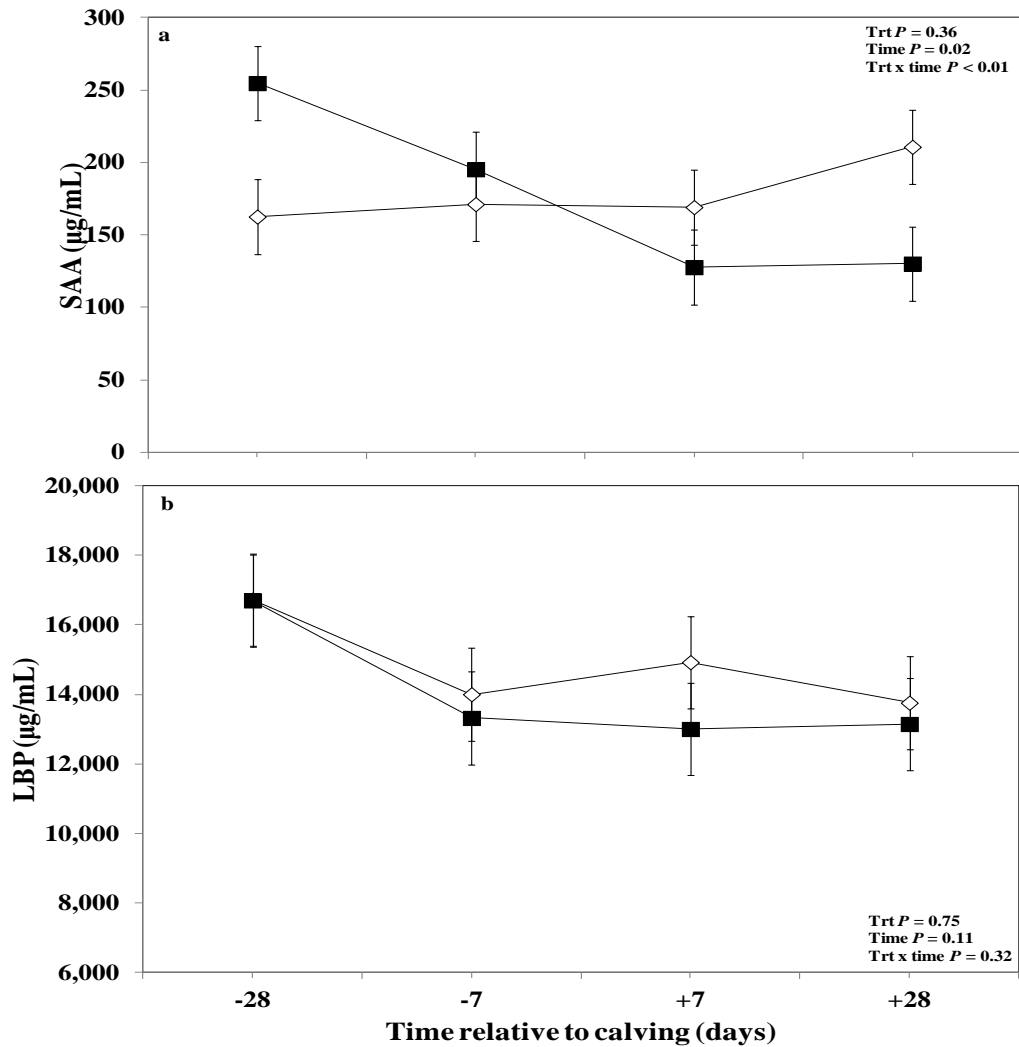 300
a
Trt P = 0.36
Time P = 0.02
Trt x time P < 0.01
250
200
150
100
50
0
SAA (µg/mL)
20,000
b
18,000
16,000
14,000
12,000
10,000
8,000
6,000
LBP (µg/mL)
Trt P = 0.75
Time P = 0.11
Trt x time P = 0.32
-28 -7 +7 +28
Time relative to calving (days)